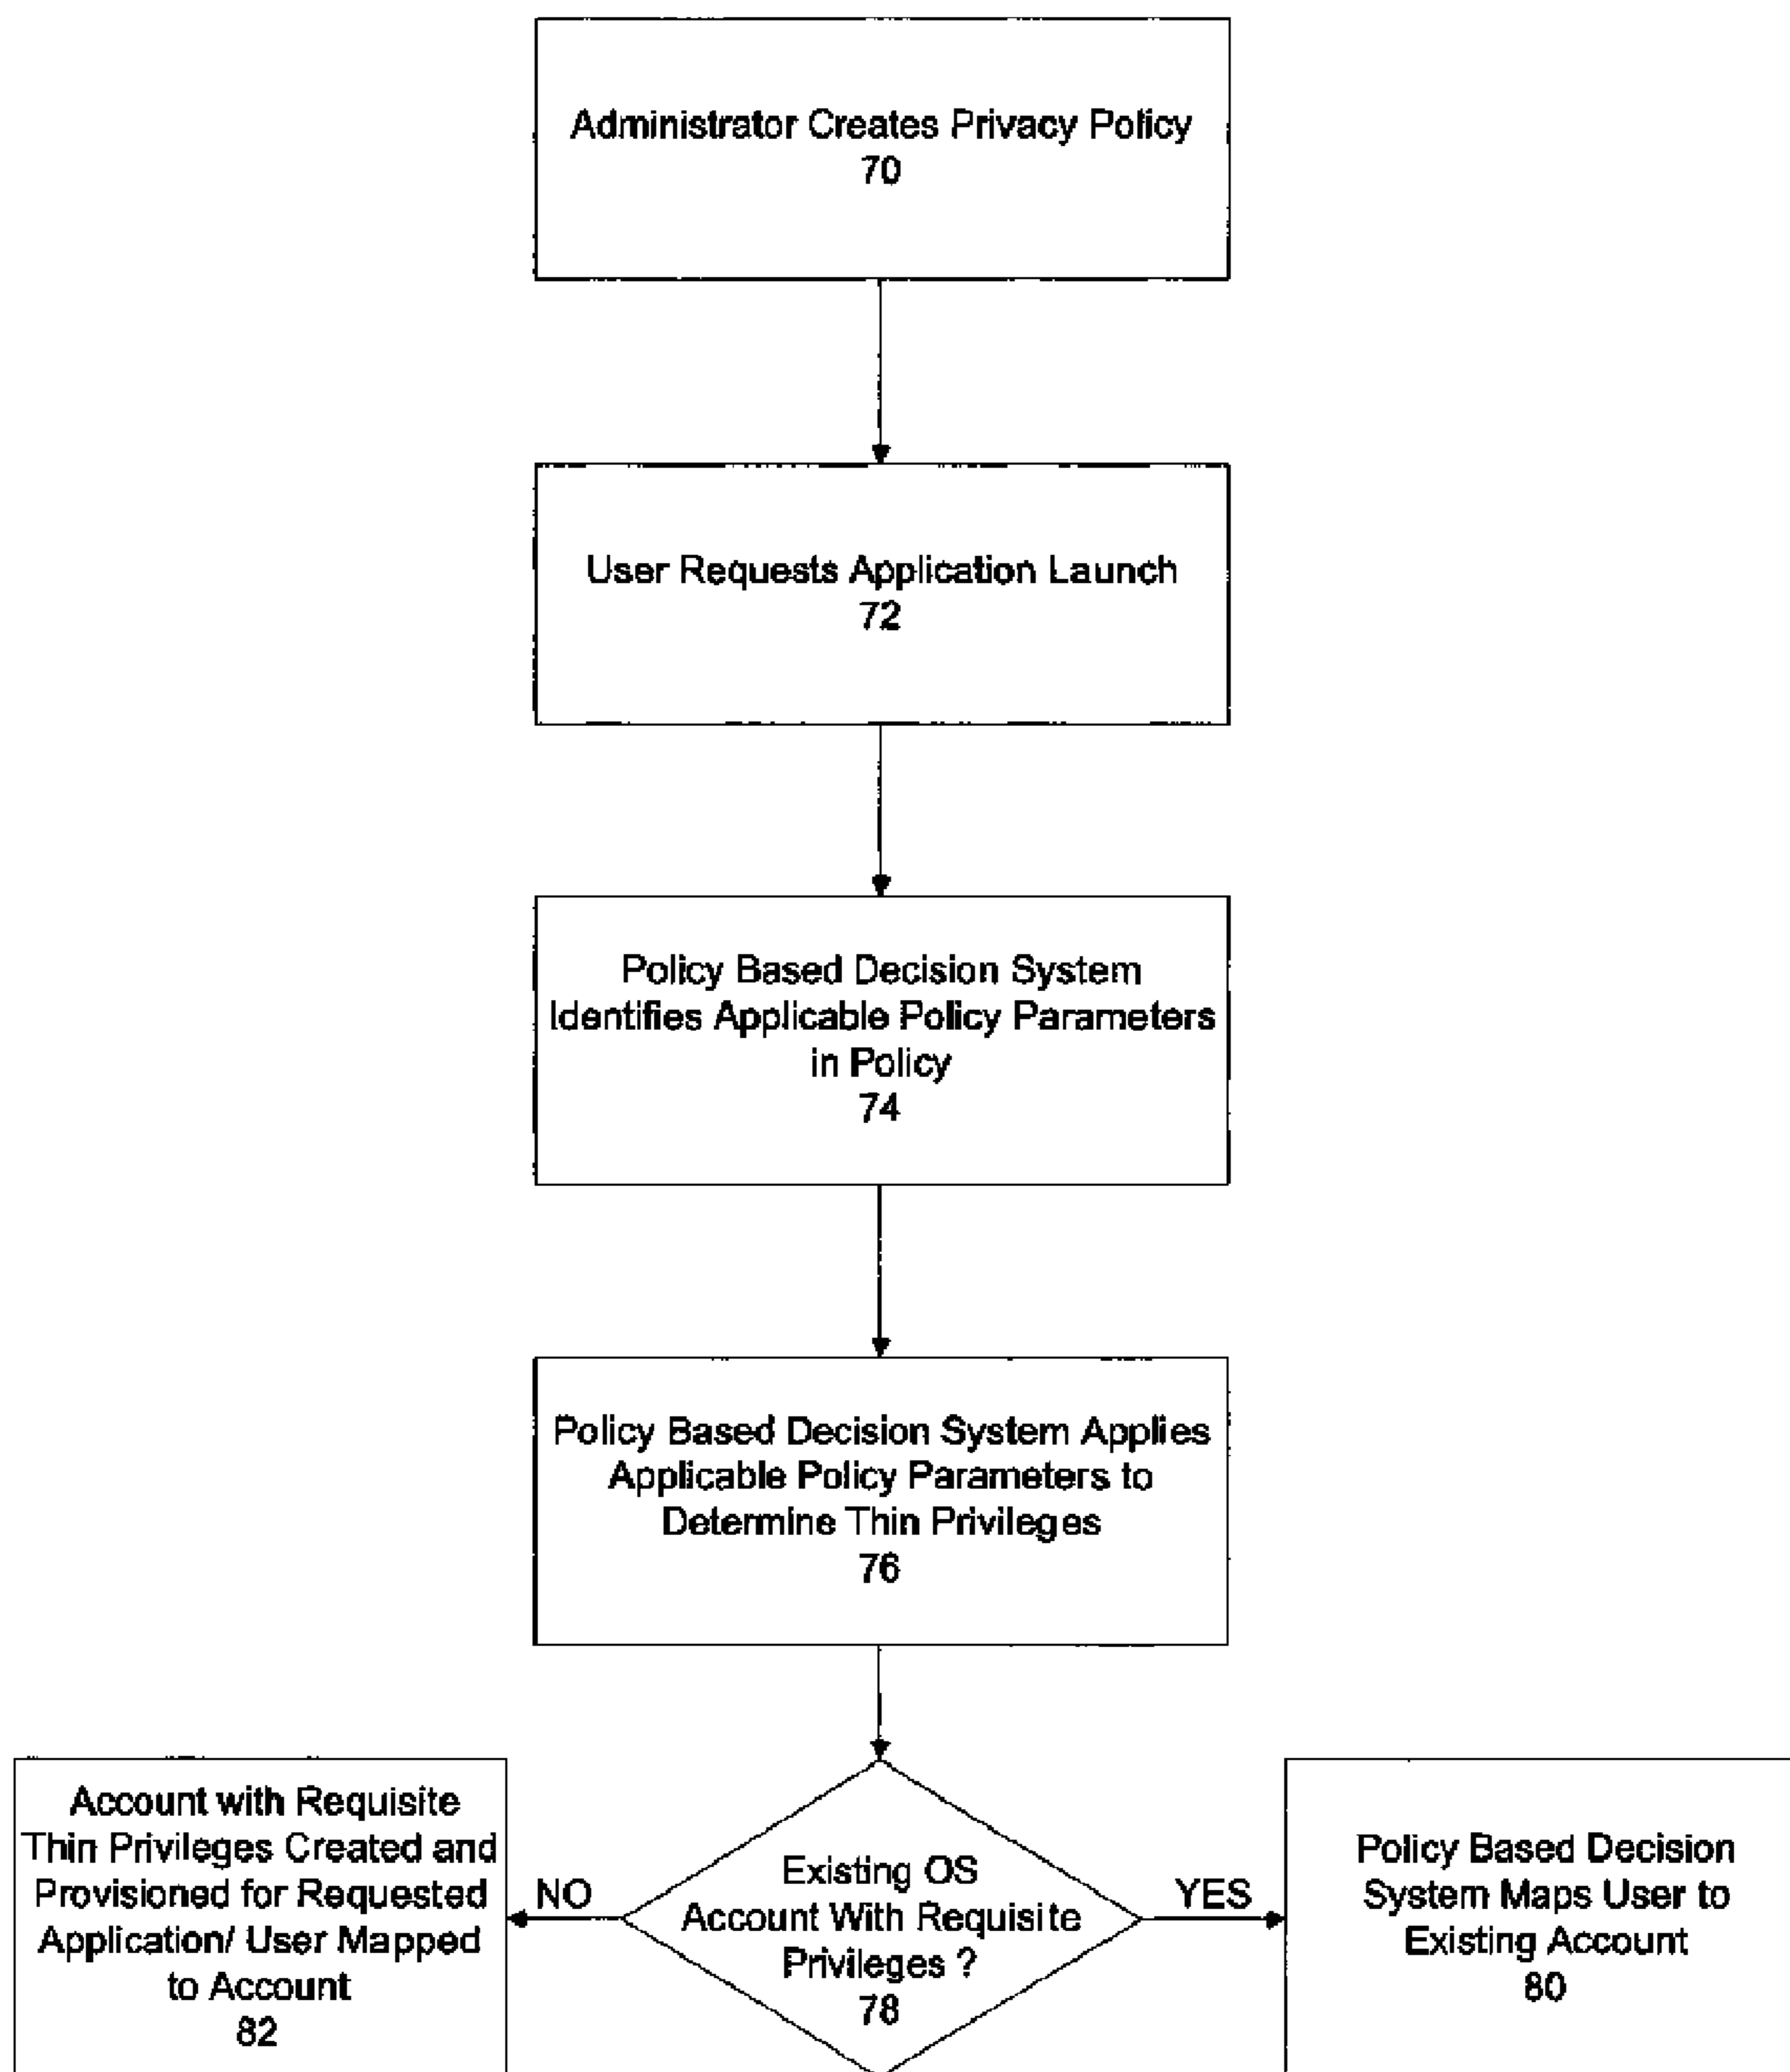 Administrator Creates Privacy Policy
70
User Requests Application Launch
72
Policy Based Decision System
Identifies Applicable Policy Parameters
in Policy
74
Policy Based Decision System Applies
Applicable Policy Parameters to
Determine Thin Privileges
76
Account with Requisite
Thin Privileges Created and
Provisioned for Requested
Application/ User Mapped
to Account
82
NO
Existing OS
Account With Requisite
Privileges ?
78
YES
Policy Based Decision
System Maps User to
Existing Account
80